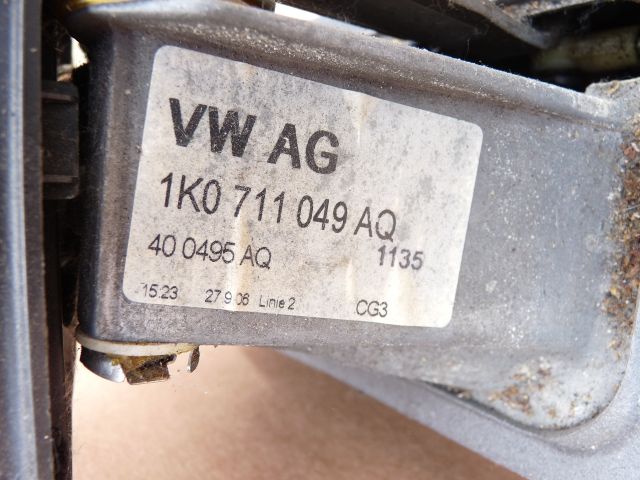 VW AG
1K0 711 049 AQ
40 0495 AQ 1135
15:23 27.9.06 Linie 2 CG3